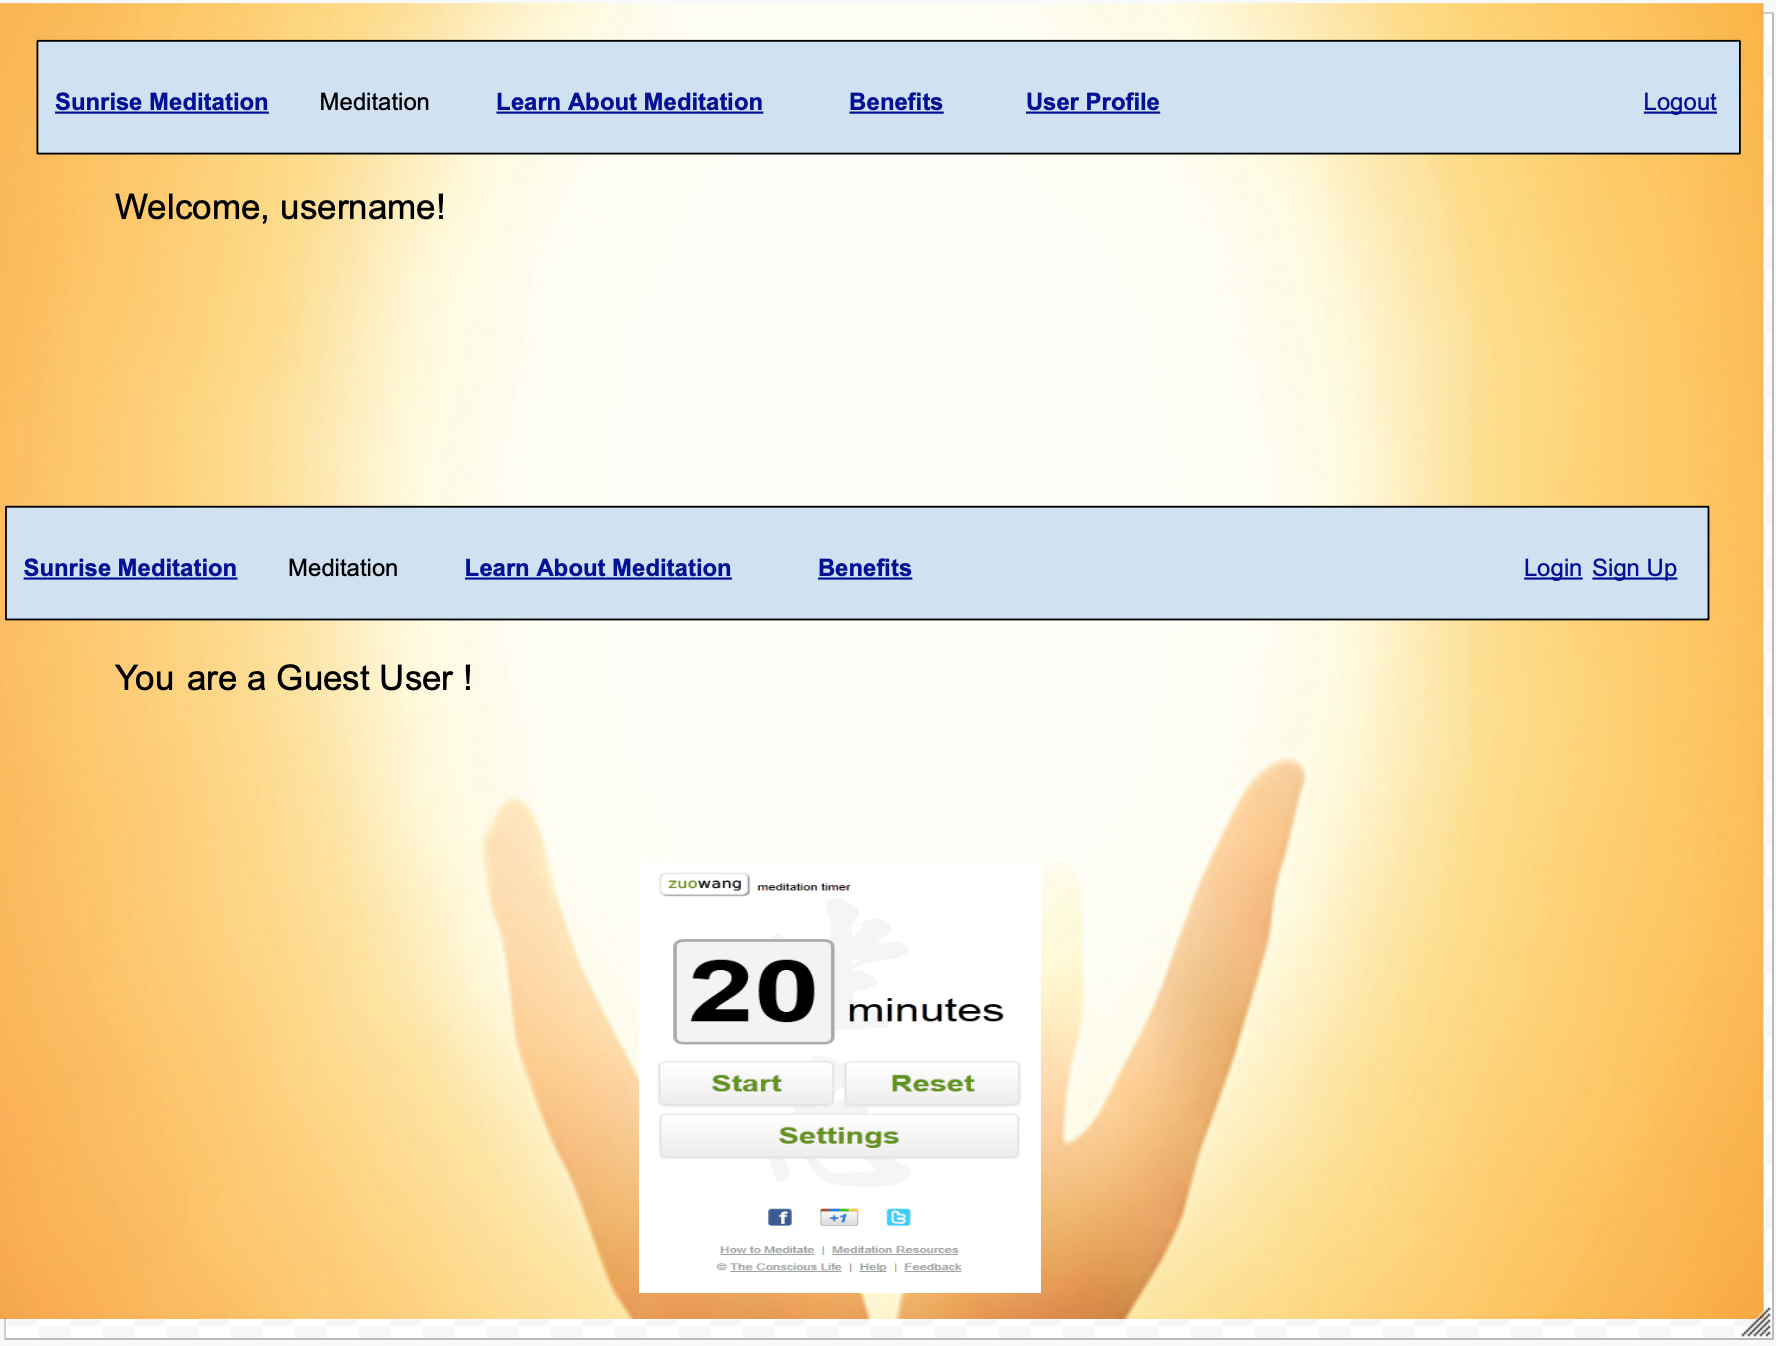 Sunrise Meditation Meditation Learn About Meditation Benefits User Profile Logout
Welcome, username!
Sunrise Meditation Meditation Learn About Meditation Benefits Login Sign Up
You are a Guest User !
zuowang meditation timer
20 minutes
Start Reset
Settings
f +1 t
How to Meditate | Meditation Resources
© The Conscious Life | Help | Feedback